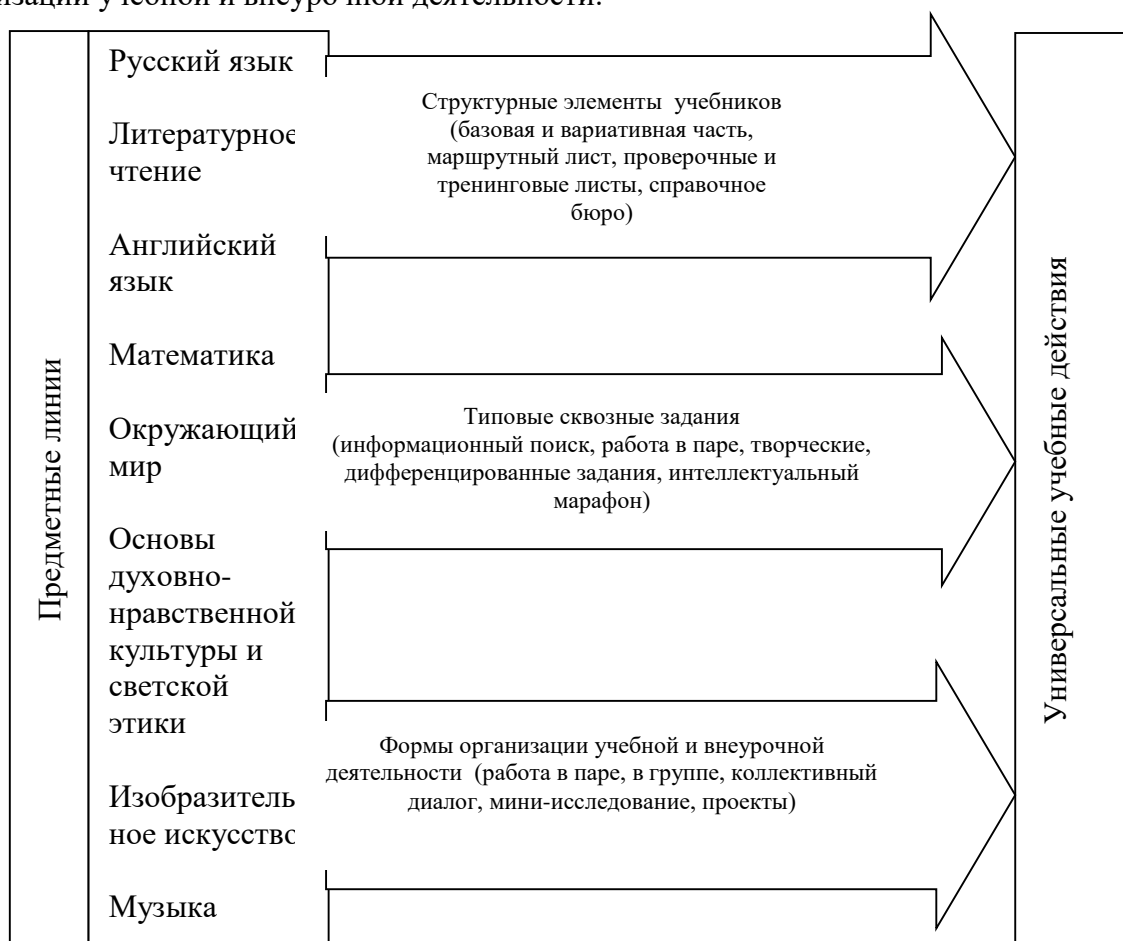 изации учебной и внеурочной деятельности.
Предметные линии
Русский язык
Литературное
чтение
Английский
язык
Математика
Окружающий
мир
Основы
духовно-
нравственной
культуры и
светской
этики
Изобразитель
ное искусство
Музыка
Структурные элементы учебников
(базовая и вариативная часть,
маршрутный лист, проверочные и
тренинговые листы, справочное
бюро)
Типовые сквозные задания
(информационный поиск, работа в паре, творческие,
дифференцированные задания, интеллектуальный
марафон)
Формы организации учебной и внеурочной
деятельности (работа в паре, в группе, коллективный
диалог, мини-исследование, проекты)
Универсальные учебные действия